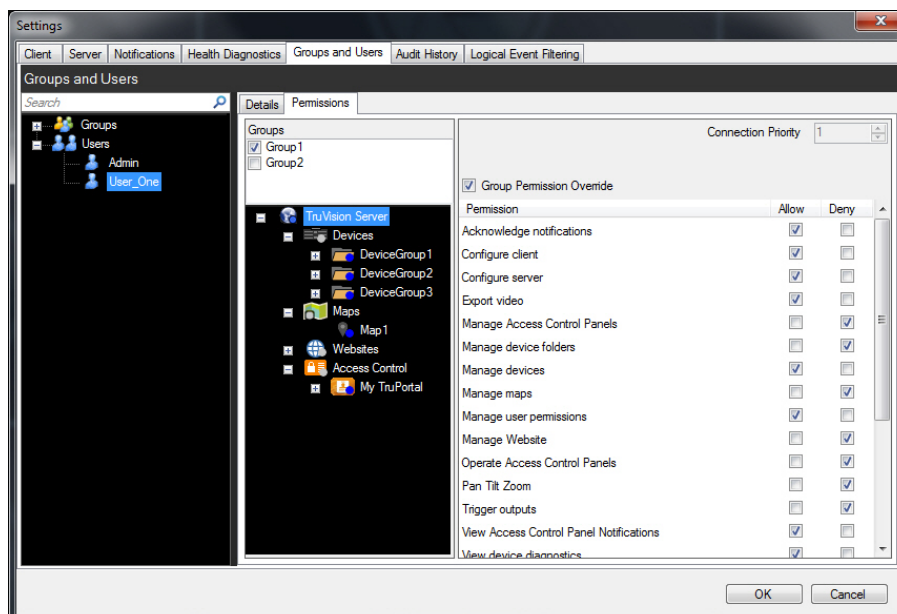 Settings
Client Server Notifications Health Diagnostics Groups and Users Audit History Logical Event Filtering
Groups and Users
Search
Groups
Users
Admin
User_One
Details Permissions
Groups
Group1
Group2
TruVision Server
Devices
DeviceGroup1
DeviceGroup2
DeviceGroup3
Maps
Map1
Websites
Access Control
My TruPortal
Connection Priority 1
Group Permission Override
Permission Allow Deny
Acknowledge notifications
Configure client
Configure server
Export video
Manage Access Control Panels
Manage device folders
Manage devices
Manage maps
Manage user permissions
Manage Website
Operate Access Control Panels
Pan Tilt Zoom
Trigger outputs
View Access Control Panel Notifications
View device diagnostics
OK Cancel